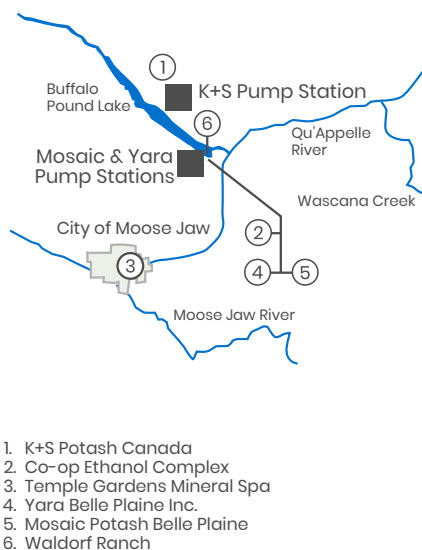 1
Buffalo
Pound Lake
K+S Pump Station
6
Qu'Appelle
River
Mosaic & Yara
Pump Stations
Wascana Creek
City of Moose Jaw
2
3
4
5
Moose Jaw River
1. K+S Potash Canada
2. Co-op Ethanol Complex
3. Temple Gardens Mineral Spa
4. Yara Belle Plaine Inc.
5. Mosaic Potash Belle Plaine
6. Waldorf Ranch